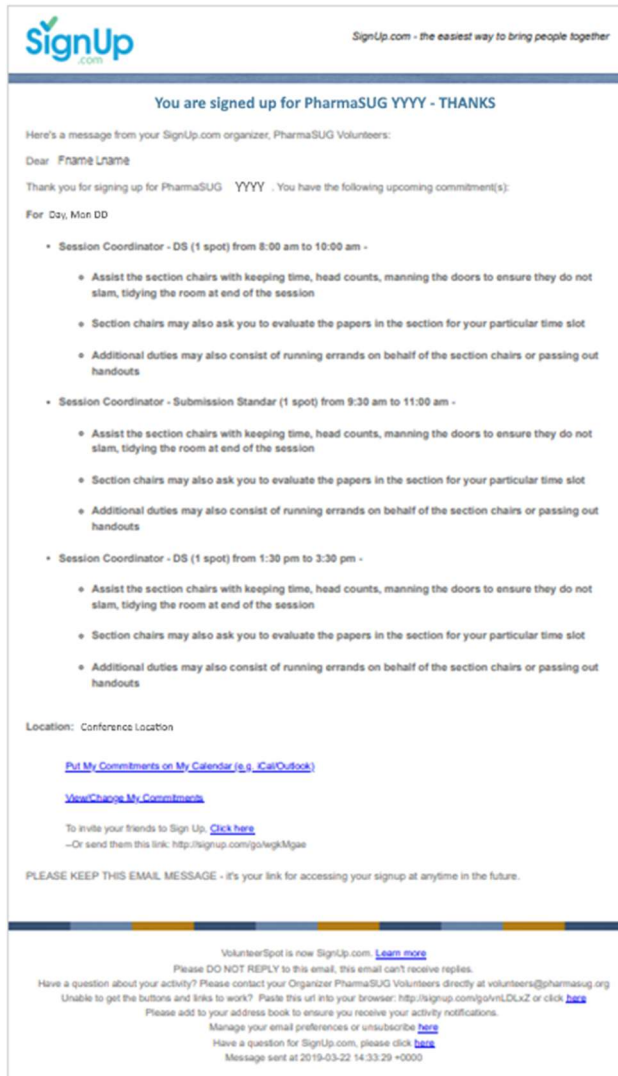 SignUp
.com
SignUp.com - the easiest way to bring people together
You are signed up for PharmaSUG YYYY - THANKS
Here's a message from your SignUp.com organizer, PharmaSUG Volunteers:
Dear Fname Lname
Thank you for signing up for PharmaSUG YYYY . You have the following upcoming commitment(s):
For Day, Mon DD
• Session Coordinator - DS (1 spot) from 8:00 am to 10:00 am -
Assist the section chairs with keeping time, head counts, manning the doors to ensure they do not
slam, tidying the room at end of the session
Section chairs may also ask you to evaluate the papers in the section for your particular time slot
Additional duties may also consist of running errands on behalf of the section chairs or passing out
handouts
• Session Coordinator - Submission Standar (1 spot) from 9:30 am to 11:00 am -
Assist the section chairs with keeping time, head counts, manning the doors to ensure they do not
slam, tidying the room at end of the session
Section chairs may also ask you to evaluate the papers in the section for your particular time slot
Additional duties may also consist of running errands on behalf of the section chairs or passing out
handouts
• Session Coordinator - DS (1 spot) from 1:30 pm to 3:30 pm -
Assist the section chairs with keeping time, head counts, manning the doors to ensure they do not
slam, tidying the room at end of the session
Section chairs may also ask you to evaluate the papers in the section for your particular time slot
Additional duties may also consist of running errands on behalf of the section chairs or passing out
handouts
Location: Conference Location
Put My Commitments on My Calendar (e.g. iCal/Outlook)
View/Change My Commitments
To invite your friends to Sign Up, Click here
--Or send them this link: http://signup.com/go/wgkMgae
PLEASE KEEP THIS EMAIL MESSAGE - it's your link for accessing your signup at anytime in the future.
VolunteerSpot is now SignUp.com. Learn more
Please DO NOT REPLY to this email, this email can't receive replies.
Have a question about your activity? Please contact your Organizer PharmaSUG Volunteers directly at volunteers@pharmasug.org
Unable to get the buttons and links to work? Paste this url into your browser: http://signup.com/go/vnLDLxZ or click here
Please add to your address book to ensure you receive your activity notifications.
Manage your email preferences or unsubscribe here
Have a question for SignUp.com, please click here
Message sent at 2019-03-22 14:33:29 +0000